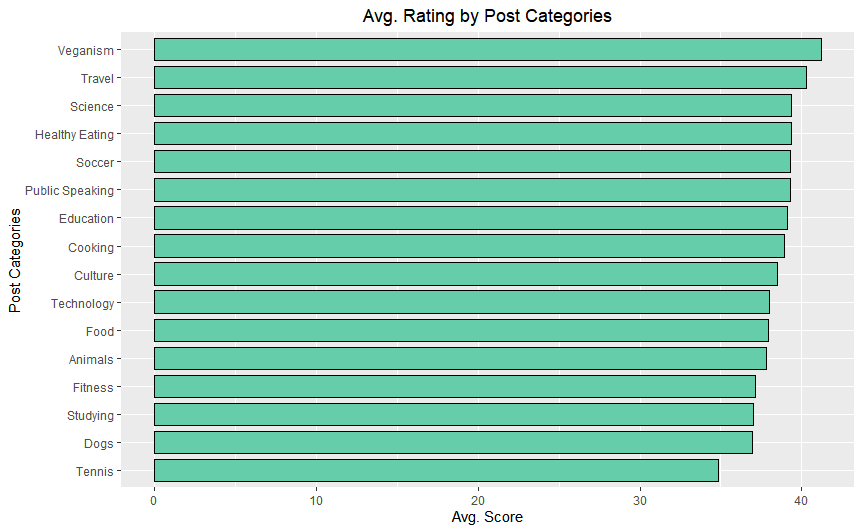 Avg. Rating by Post Categories
Post Categories
Veganism
Travel
Science
Healthy Eating
Soccer
Public Speaking
Education
Cooking
Culture
Technology
Food
Animals
Fitness
Studying
Dogs
Tennis
0 10 20 30 40
Avg. Score